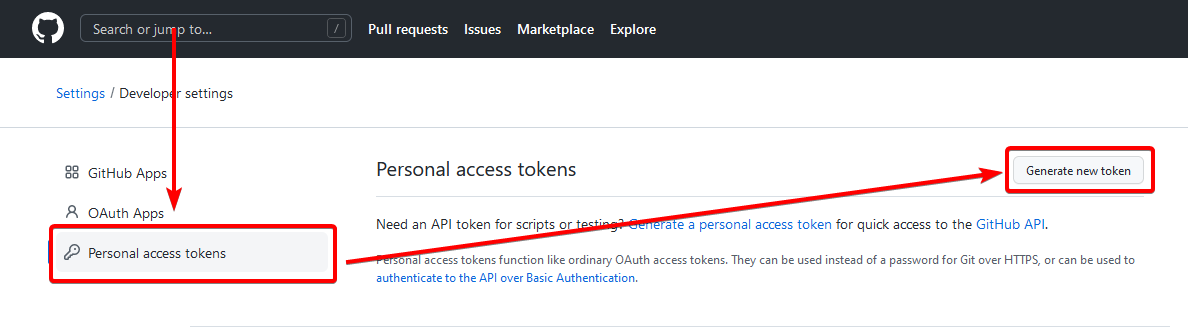 Search or jump to... /
Pull requests Issues Marketplace Explore
Settings / Developer settings
GitHub Apps
OAuth Apps
Personal access tokens
Personal access tokens
Generate new token
Need an API token for scripts or testing? Generate a personal access token for quick access to the GitHub API.
Personal access tokens function like ordinary OAuth access tokens. They can be used instead of a password for Git over HTTPS, or can be used to
authenticate to the API over Basic Authentication.